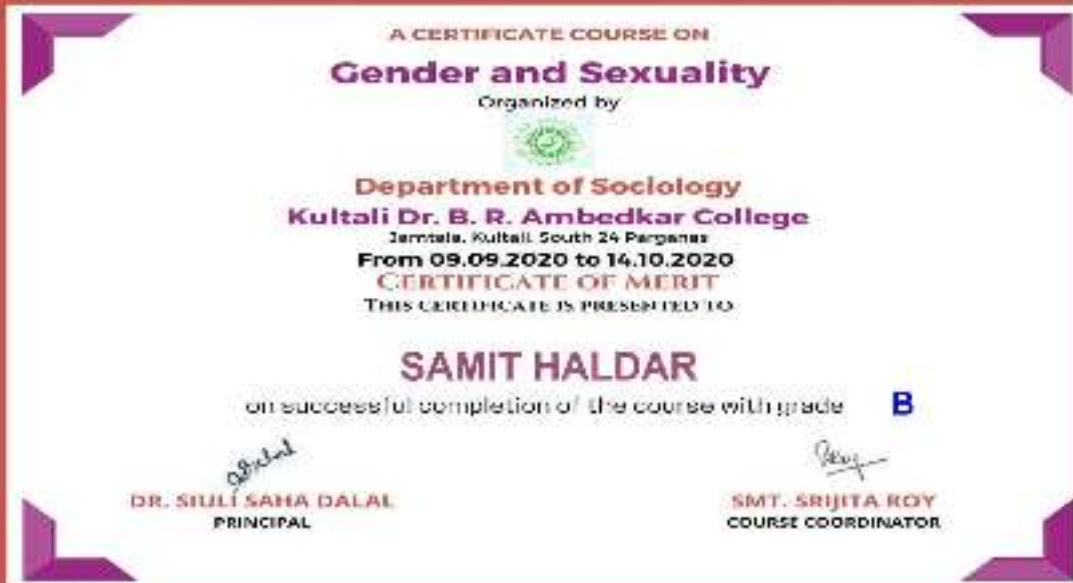 A CERTIFICATE COURSE ON
Gender and Sexuality
Organized by
Department of Sociology
Kultali Dr. B. R. Ambedkar College
Jamtala, Kultali, South 24 Parganas
From 09.09.2020 to 14.10.2020
CERTIFICATE OF MERIT
THIS CERTIFICATE IS PRESENTED TO
SAMIT HALDAR
on successful completion of the course with grade B
DR. SIULI SAHA DALAL
PRINCIPAL
SMT. SRIJITA ROY
COURSE COORDINATOR